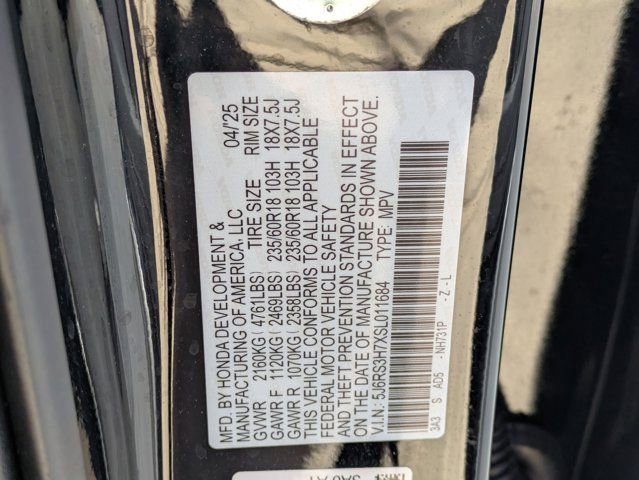 MFD. BY HONDA DEVELOPMENT & 04/'25
MANUFACTURING OF AMERICA, LLC
TIRE SIZE RIM SIZE
GVWR 2160KG (4761LBS)
GAWR F 1120KG (2469LBS) 235/60R18 103H 18X7.5J
GAWR R 1070KG (2358LBS) 235/60R18 103H 18X7.5J
THIS VEHICLE CONFORMS TO ALL APPLICABLE
FEDERAL MOTOR VEHICLE SAFETY
AND THEFT PREVENTION STANDARDS IN EFFECT
ON THE DATE OF MANUFACTURE SHOWN ABOVE.
V.I.N.: 5J6RS3H7XSL011664 TYPE: MPV
3A3 S AD5 -NH731P -Z-L